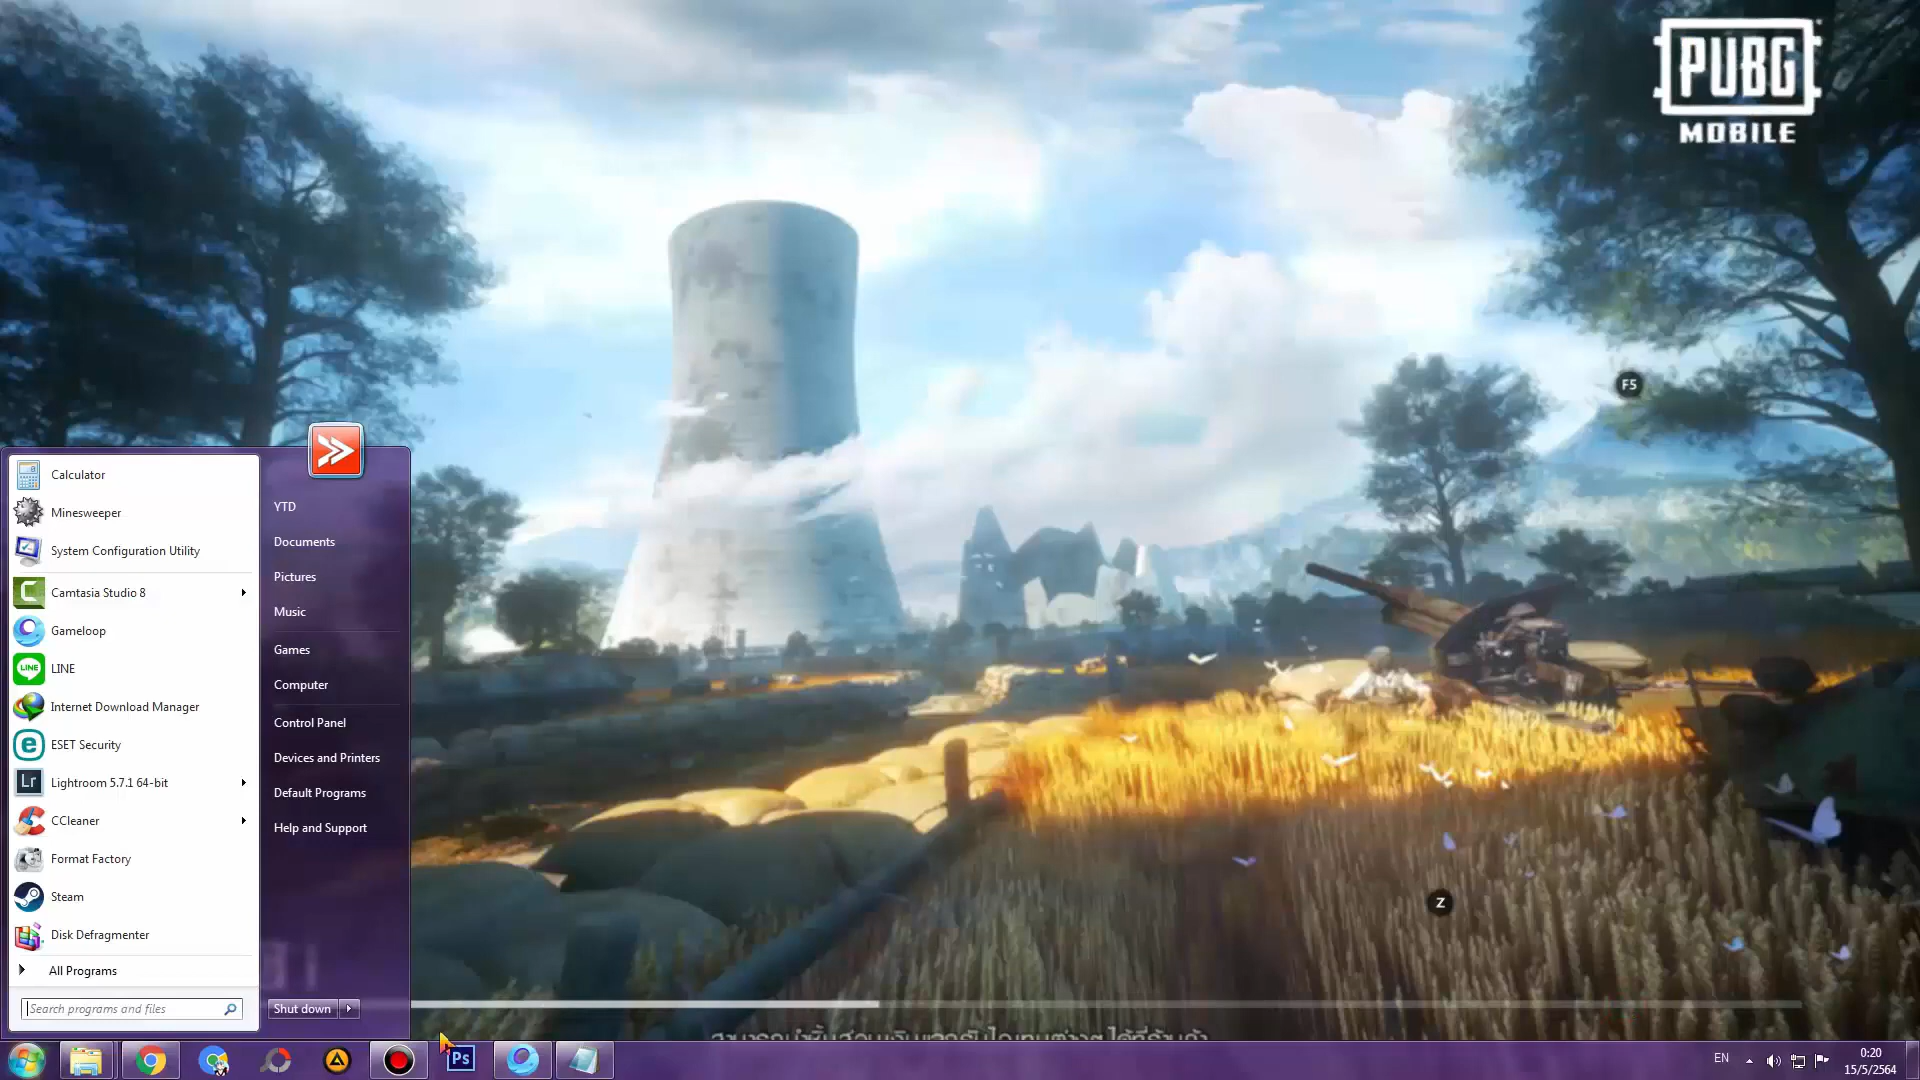 PUBG
MOBILE
F5
Calculator
Minesweeper
System Configuration Utility
Camtasia Studio 8
Gameloop
LINE
Internet Download Manager
ESET Security
Lightroom 5.7.1 64-bit
CCleaner
Format Factory
Steam
Disk Defragmenter
All Programs
Search programs and files
YTD
Documents
Pictures
Music
Games
Computer
Control Panel
Devices and Printers
Default Programs
Help and Support
Shut down
Z
Ps
EN
0:20
15/5/2564